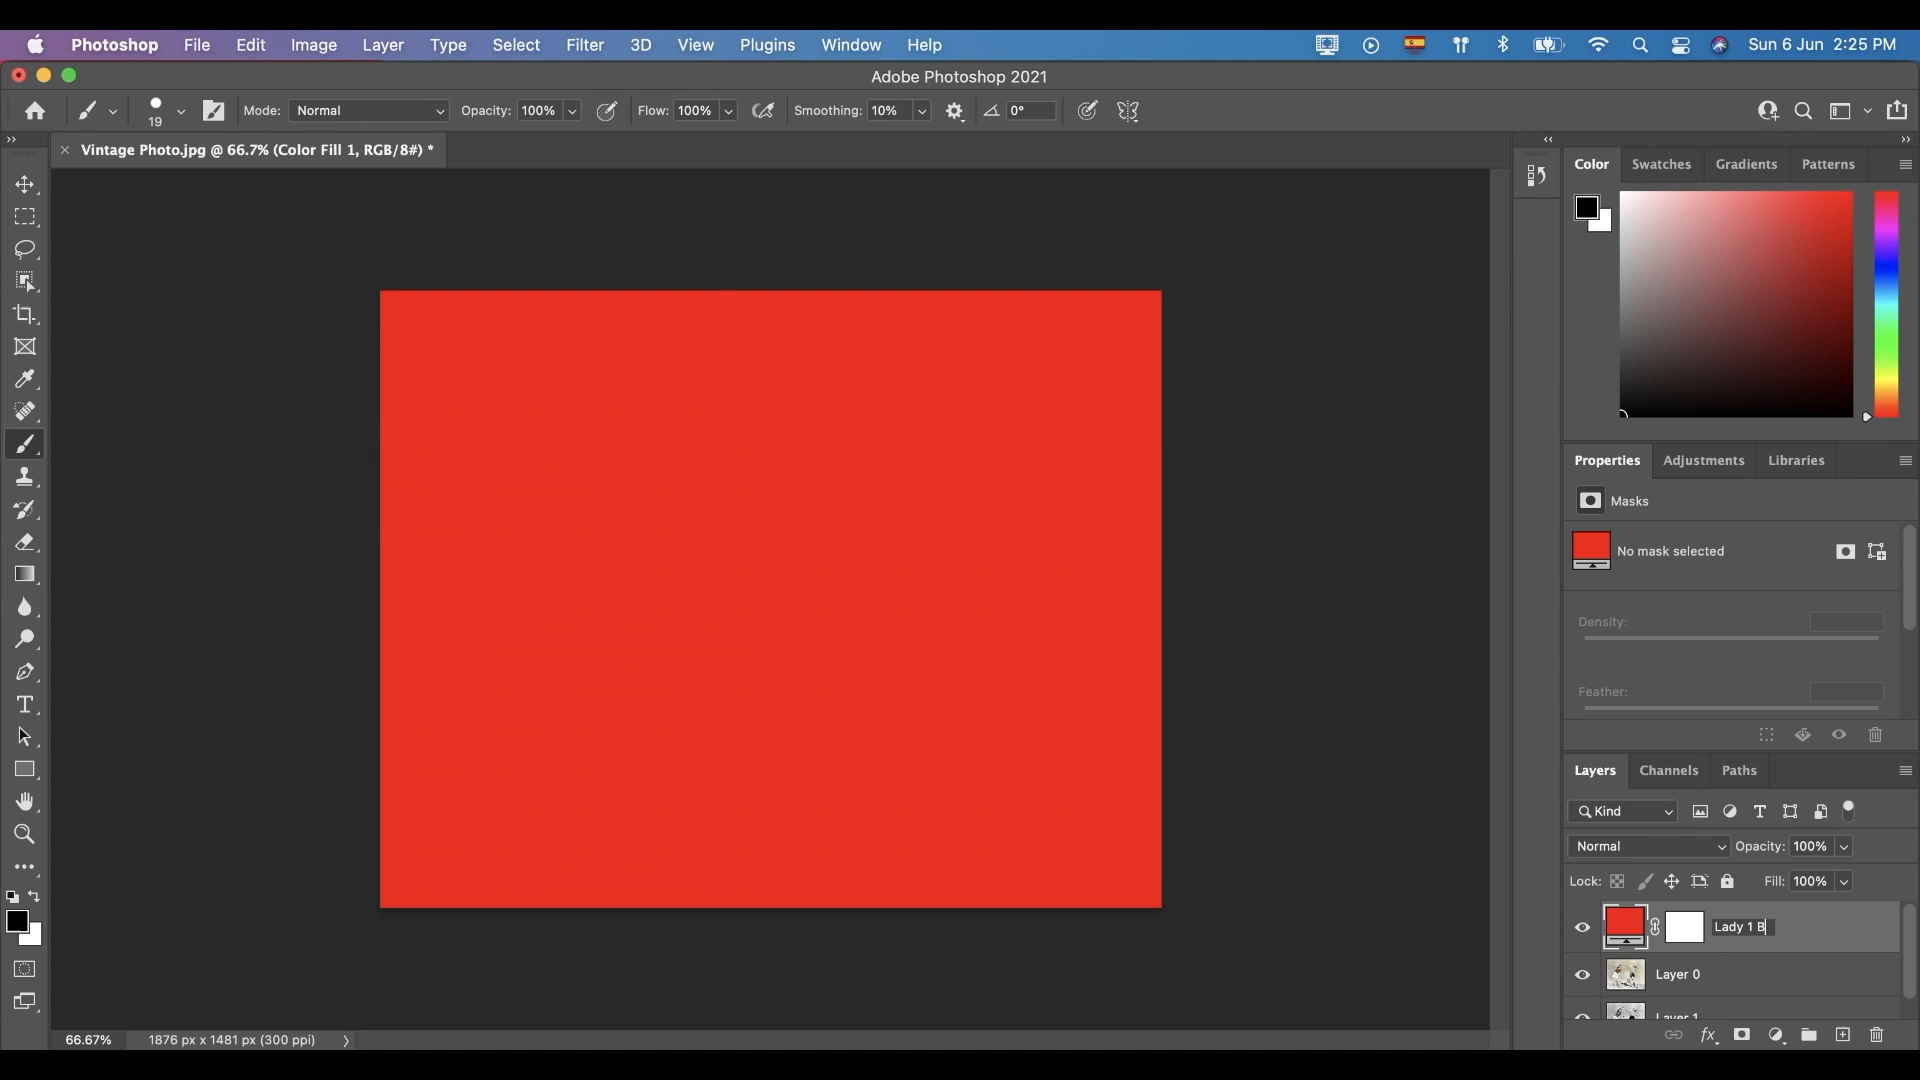 Photoshop File Edit Image Layer Type Select Filter 3D View Plugins Window Help Sun 6 Jun 2:25 PM
Adobe Photoshop 2021
19 Mode: Normal Opacity: 100% Flow: 100% Smoothing: 10% 0°
Vintage Photo.jpg @ 66.7% (Color Fill 1, RGB/8#) *
Color Swatches Gradients Patterns
Properties Adjustments Libraries
Masks
No mask selected
Density:
Feather:
Layers Channels Paths
Kind
Normal Opacity: 100%
Lock: Fill: 100%
Lady 1 B
Layer 0
Layer 1
66.67% 1876 px x 1481 px (300 ppi)